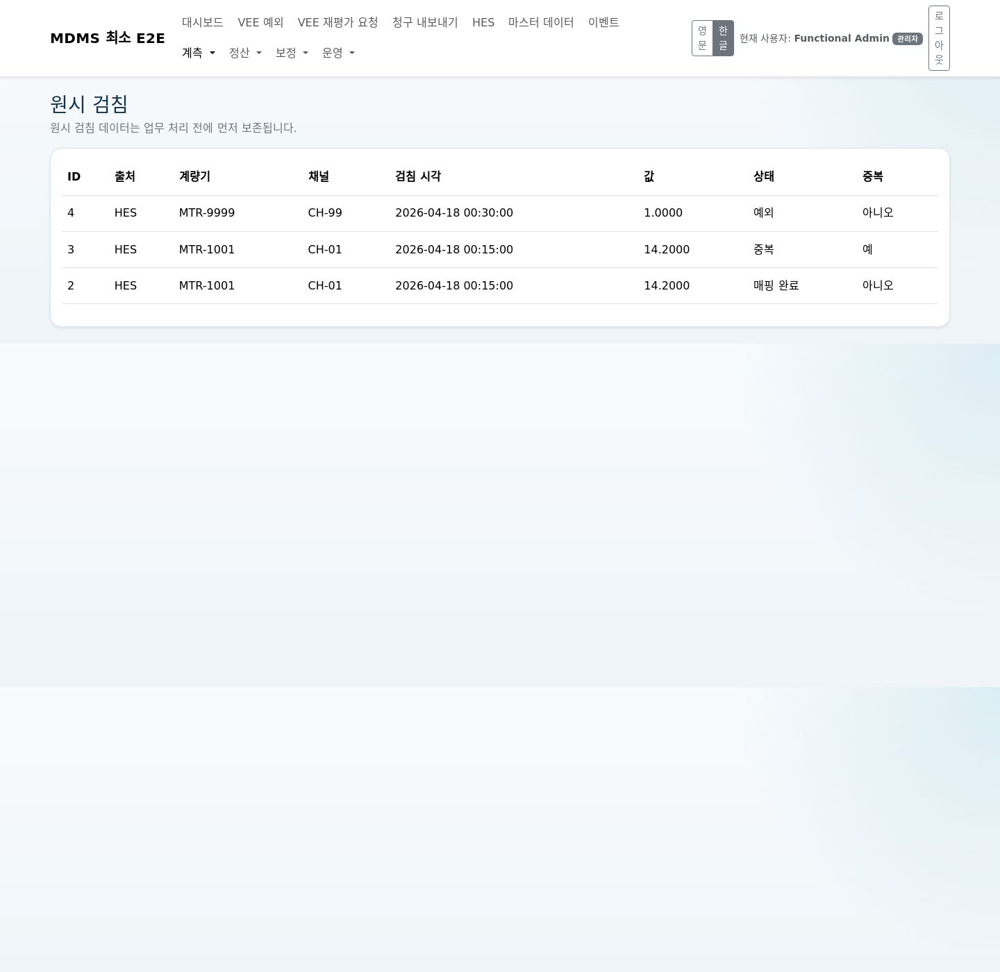 MDMS 최소 E2E
대시보드 VEE 예외 VEE 재평가 요청 청구 내보내기 HES 마스터 데이터 이벤트
계측 정산 보정 운영
영문 한글 현재 사용자: Functional Admin 관리자 로그아웃
원시 검침
원시 검침 데이터는 업무 처리 전에 먼저 보존됩니다.
ID 출처 계량기 채널 검침 시각 값 상태 중복
4 HES MTR-9999 CH-99 2026-04-18 00:30:00 1.0000 예외 아니오
3 HES MTR-1001 CH-01 2026-04-18 00:15:00 14.2000 중복 예
2 HES MTR-1001 CH-01 2026-04-18 00:15:00 14.2000 매핑 완료 아니오